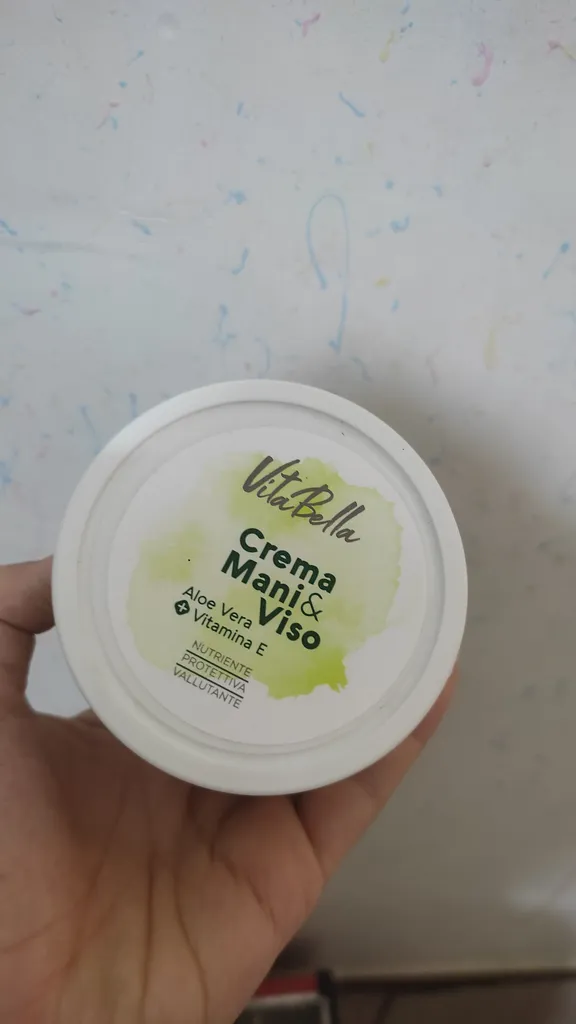 VitaBella
Crema
Mani &
Viso
Aloe Vera
+ Vitamina E
NUTRIENTE
PROTETTIVA
VALLUTANTE